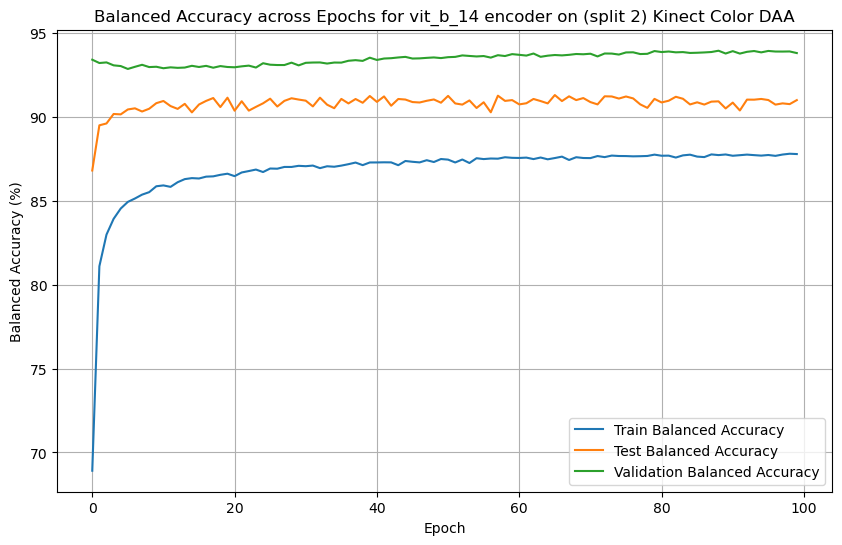 Balanced Accuracy across Epochs for vit_b_14 encoder on (split 2) Kinect Color DAA
Balanced Accuracy (%)
95
90
85
80
75
70
0
20
40
60
80
100
Epoch
Train Balanced Accuracy
Test Balanced Accuracy
Validation Balanced Accuracy